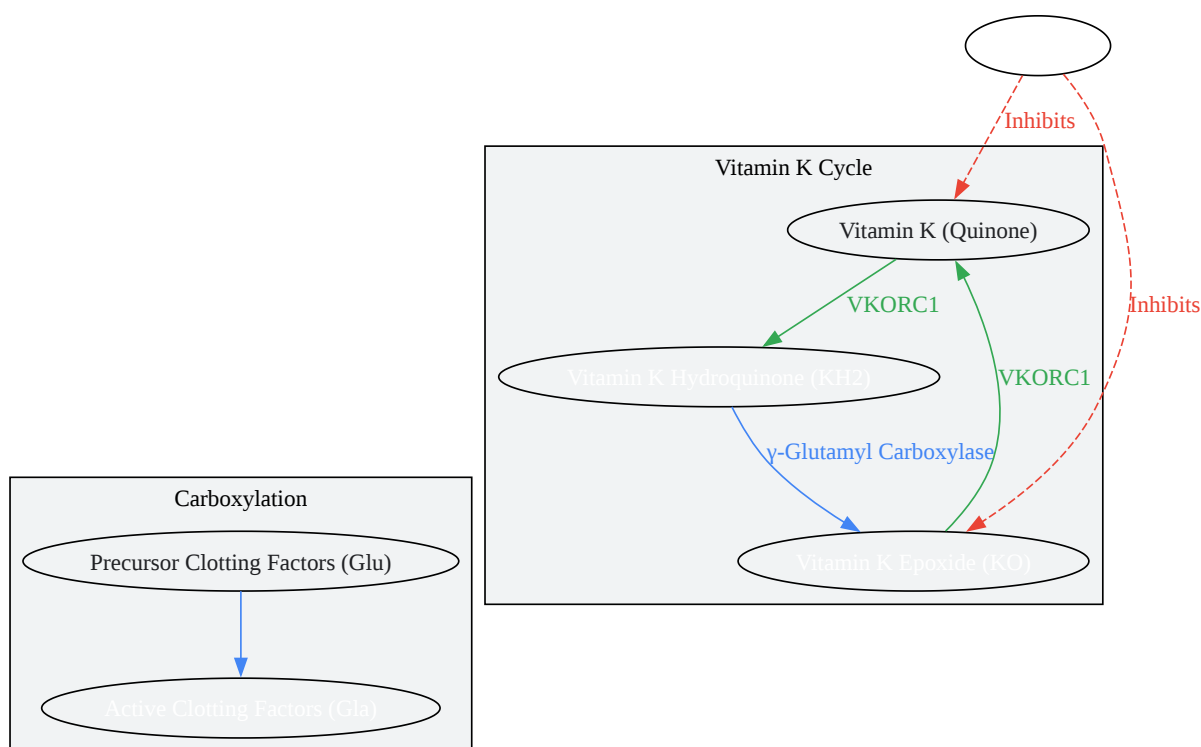 Inhibits
Vitamin K Cycle
Vitamin K (Quinone)
VKORC1
Inhibits
Vitamin K Hydroquinone (KH2)
VKORC1
γ-Glutamyl Carboxylase
Carboxylation
Precursor Clotting Factors (Glu)
Vitamin K Epoxide (KO)
Active Clotting Factors (Gla)